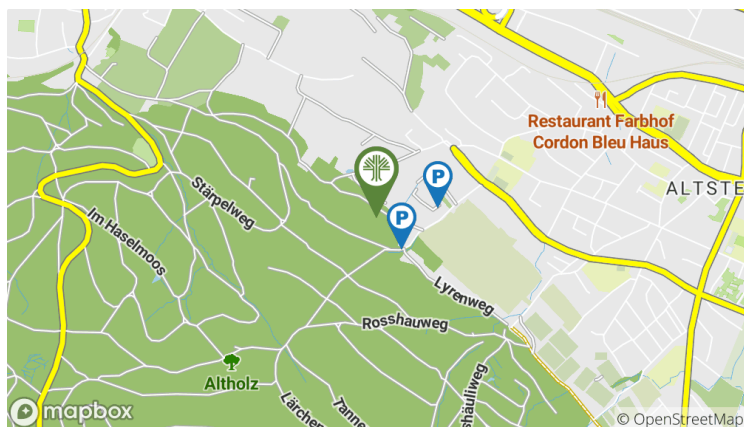 Restaurant Farbhof
Cordon Bleu Haus
P
P
ALTSTE
Stärpelweg
Im Haselmoos
Lyrenweg
Rosshauweg
Altholz
shäuliweg
Tanne
Lärchen
mapbox
© OpenStreetMap